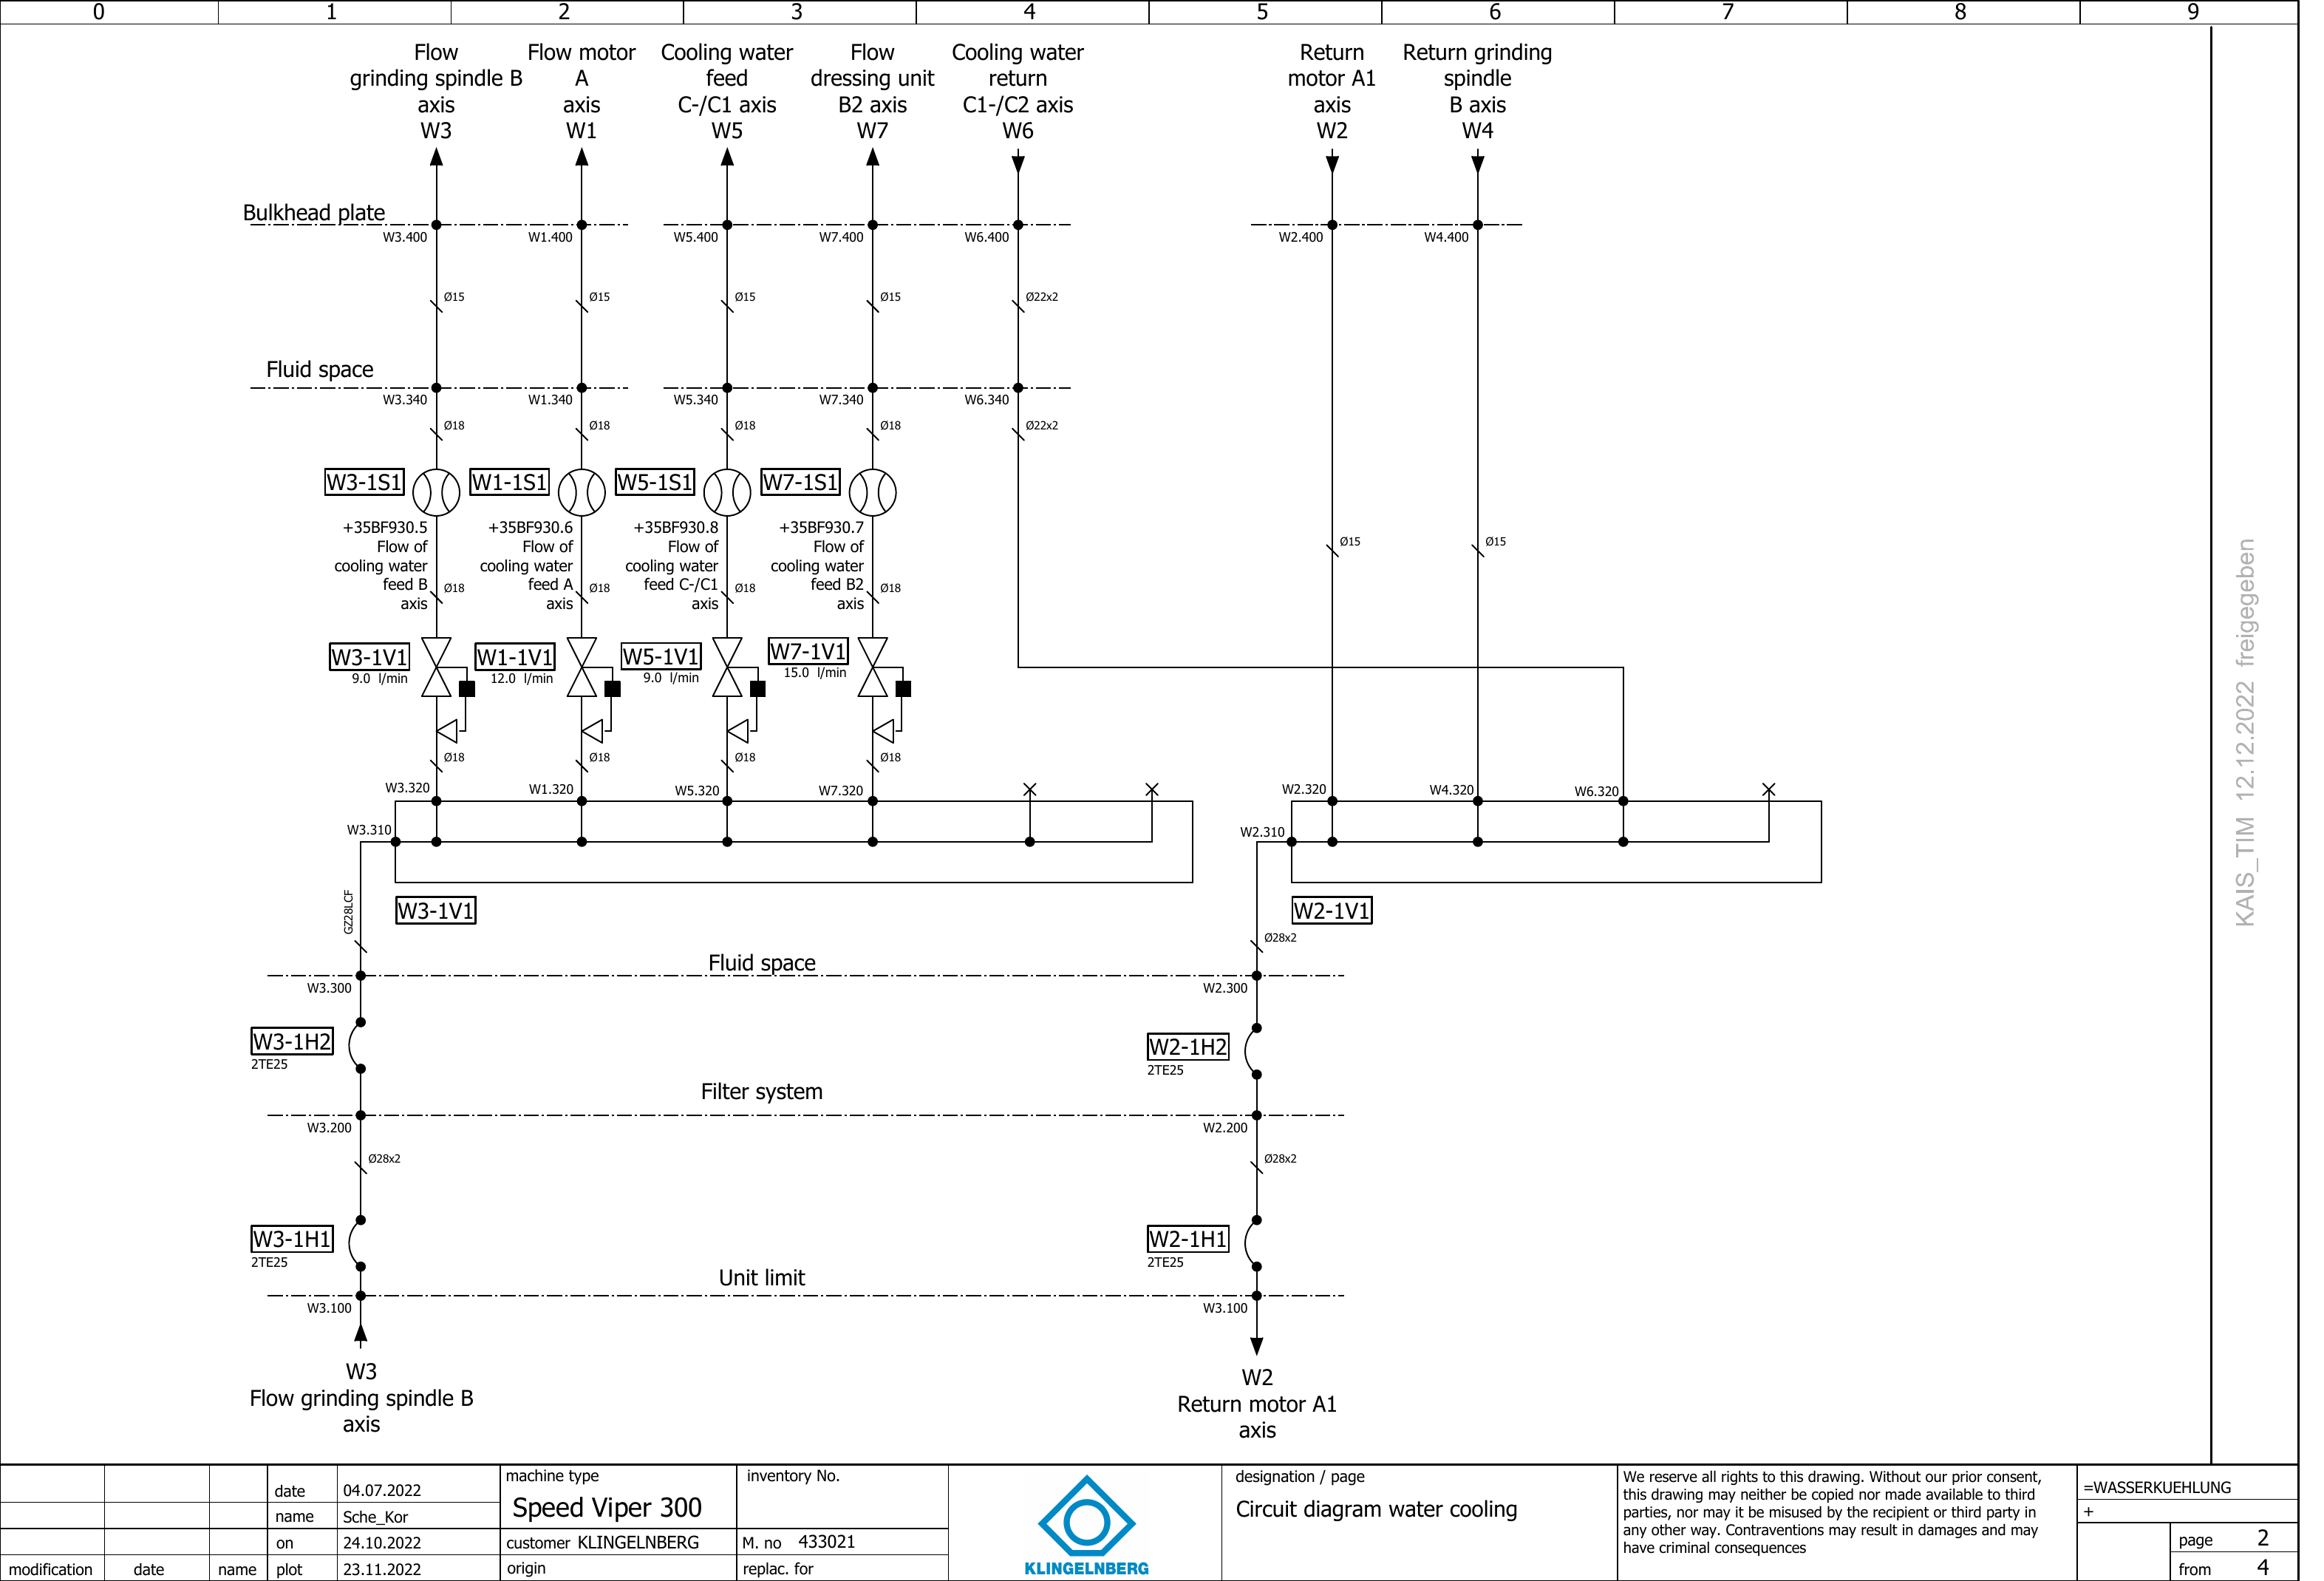 0 1 2 3 4 5 6 7 8 9
Flow
grinding spindle B
axis
W3
Flow motor
A
axis
W1
Cooling water
feed
C-/C1 axis
W5
Flow
dressing unit
B2 axis
W7
Cooling water
return
C1-/C2 axis
W6
Return
motor A1
axis
W2
Return grinding
spindle
B axis
W4
Bulkhead plate
W3.400 W1.400 W5.400 W7.400 W6.400 W2.400 W4.400
Ø15 Ø15 Ø15 Ø15 Ø22x2
Fluid space
W3.340 W1.340 W5.340 W7.340 W6.340
Ø18 Ø18 Ø18 Ø18 Ø22x2
W3-1S1 W1-1S1 W5-1S1 W7-1S1
+35BF930.5
Flow of
cooling water
feed B
axis
Ø18
+35BF930.6
Flow of
cooling water
feed A
axis
Ø18
+35BF930.8
Flow of
cooling water
feed C-/C1
axis
Ø18
+35BF930.7
Flow of
cooling water
feed B2
axis
Ø18
Ø15 Ø15
W3-1V1
9.0 l/min
W1-1V1
12.0 l/min
W5-1V1
9.0 l/min
W7-1V1
15.0 l/min
Ø18 Ø18 Ø18 Ø18
W3.320 W1.320 W5.320 W7.320 W2.320 W4.320 W6.320
W3.310 W2.310
GZ28LCF
W3-1V1 W2-1V1
Ø28x2
Fluid space
W3.300 W2.300
W3-1H2
2TE25
W2-1H2
2TE25
Filter system
W3.200 W2.200
Ø28x2 Ø28x2
W3-1H1
2TE25
W2-1H1
2TE25
Unit limit
W3.100 W3.100
W3
Flow grinding spindle B
axis
W2
Return motor A1
axis
KAIS_TIM 12.12.2022 freigegeben
modification date name
date 04.07.2022
name Sche_Kor
on 24.10.2022
plot 23.11.2022
machine type
Speed Viper 300
customer KLINGELNBERG
origin
inventory No.
M. no 433021
replac. for
KLINGELNBERG
designation / page
Circuit diagram water cooling
We reserve all rights to this drawing. Without our prior consent,
this drawing may neither be copied nor made available to third
parties, nor may it be misused by the recipient or third party in
any other way. Contraventions may result in damages and may
have criminal consequences
=WASSERKUEHLUNG
+
page 2
from 4